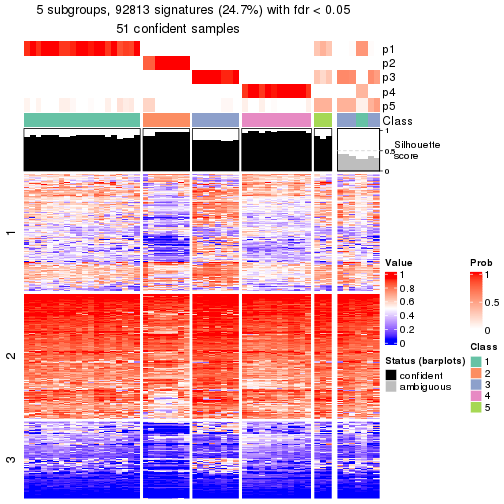 5 subgroups, 92813 signatures (24.7%) with fdr < 0.05
51 confident samples
p1
p2
p3
p4
p5
Class
1
0.5
0
Silhouette
score
1
2
3
Value
1
0.8
0.6
0.4
0.2
0
Status (barplots)
confident
ambiguous
Prob
1
0.5
0
Class
1
2
3
4
5